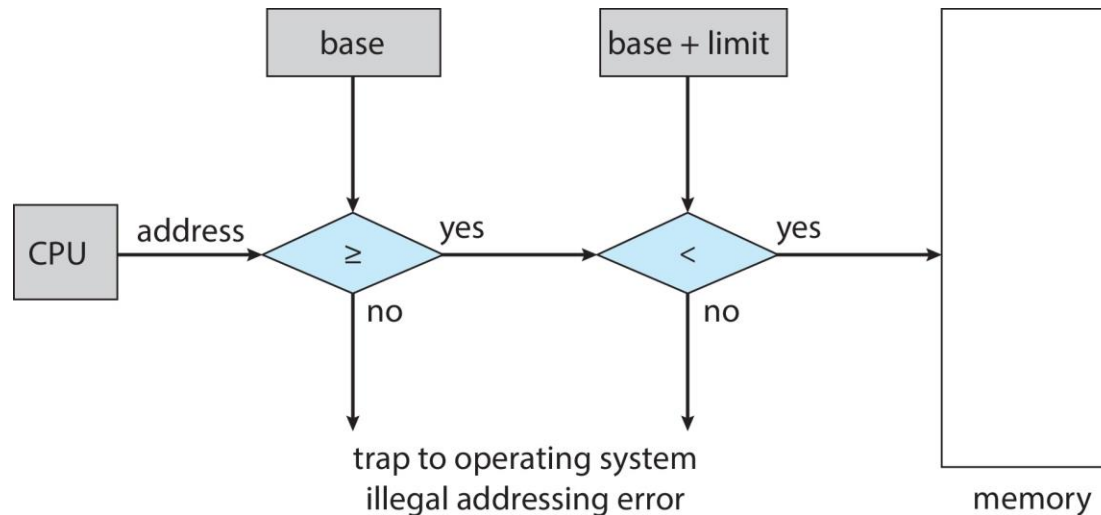 base
base + limit
CPU
address
≥
yes
<
yes
no
no
trap to operating system
illegal addressing error
memory